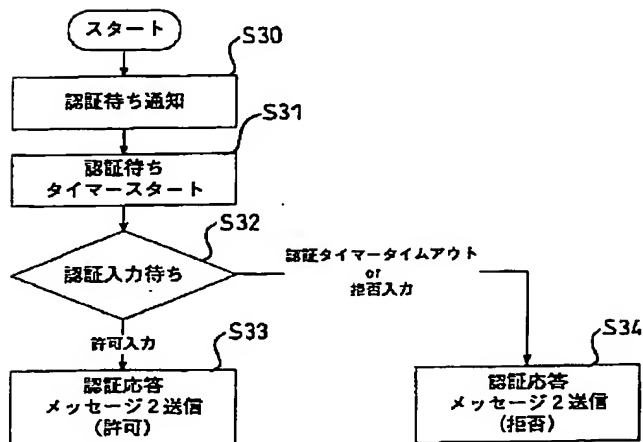 スタート
S30
認証待ち通知
S31
認証待ち
タイマースタート
S32
認証入力待ち
認証タイマータイムアウト
or
拒否入力
許可入力
S33
認証応答
メッセージ2送信
(許可)
S34
認証応答
メッセージ2送信
(拒否)